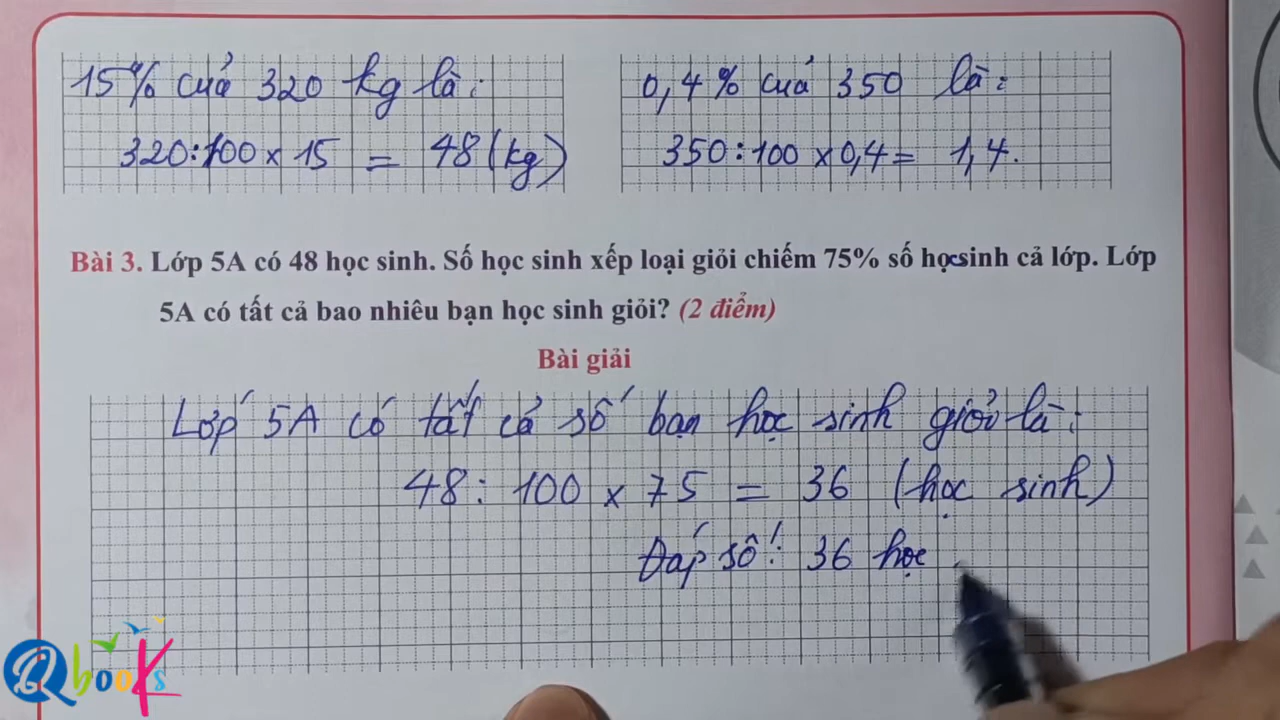 15% của 320 kg là:
320:100 x 15 = 48 (kg)
0,4% của 350 là:
350:100 x 0,4 = 1,4.
Bài 3. Lớp 5A có 48 học sinh. Số học sinh xếp loại giỏi chiếm 75% số học sinh cả lớp. Lớp
5A có tất cả bao nhiêu bạn học sinh giỏi? (2 điểm)
Bài giải
Lớp 5A có tất cả số bạn học sinh giỏi là:
48: 100 x 75 = 36 (học sinh)
Đáp số: 36 học
Qbooks